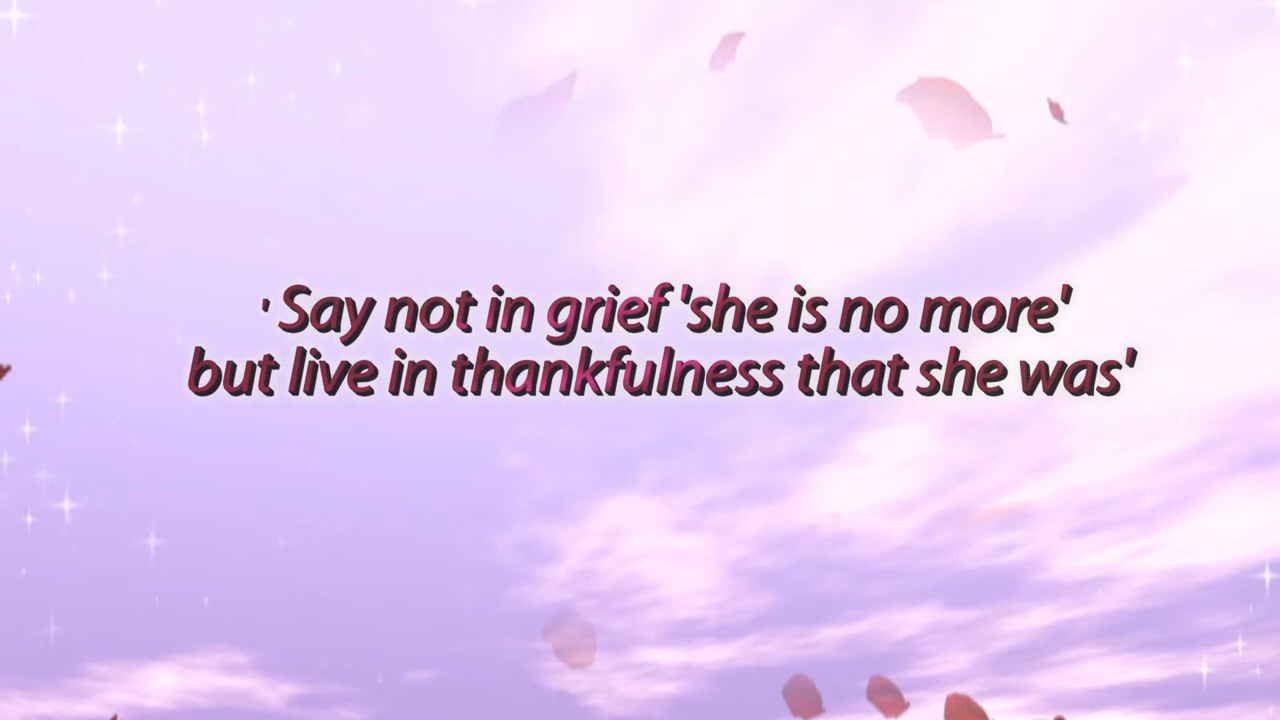 ' Say not in grief 'she is no more'
but live in thankfulness that she was'